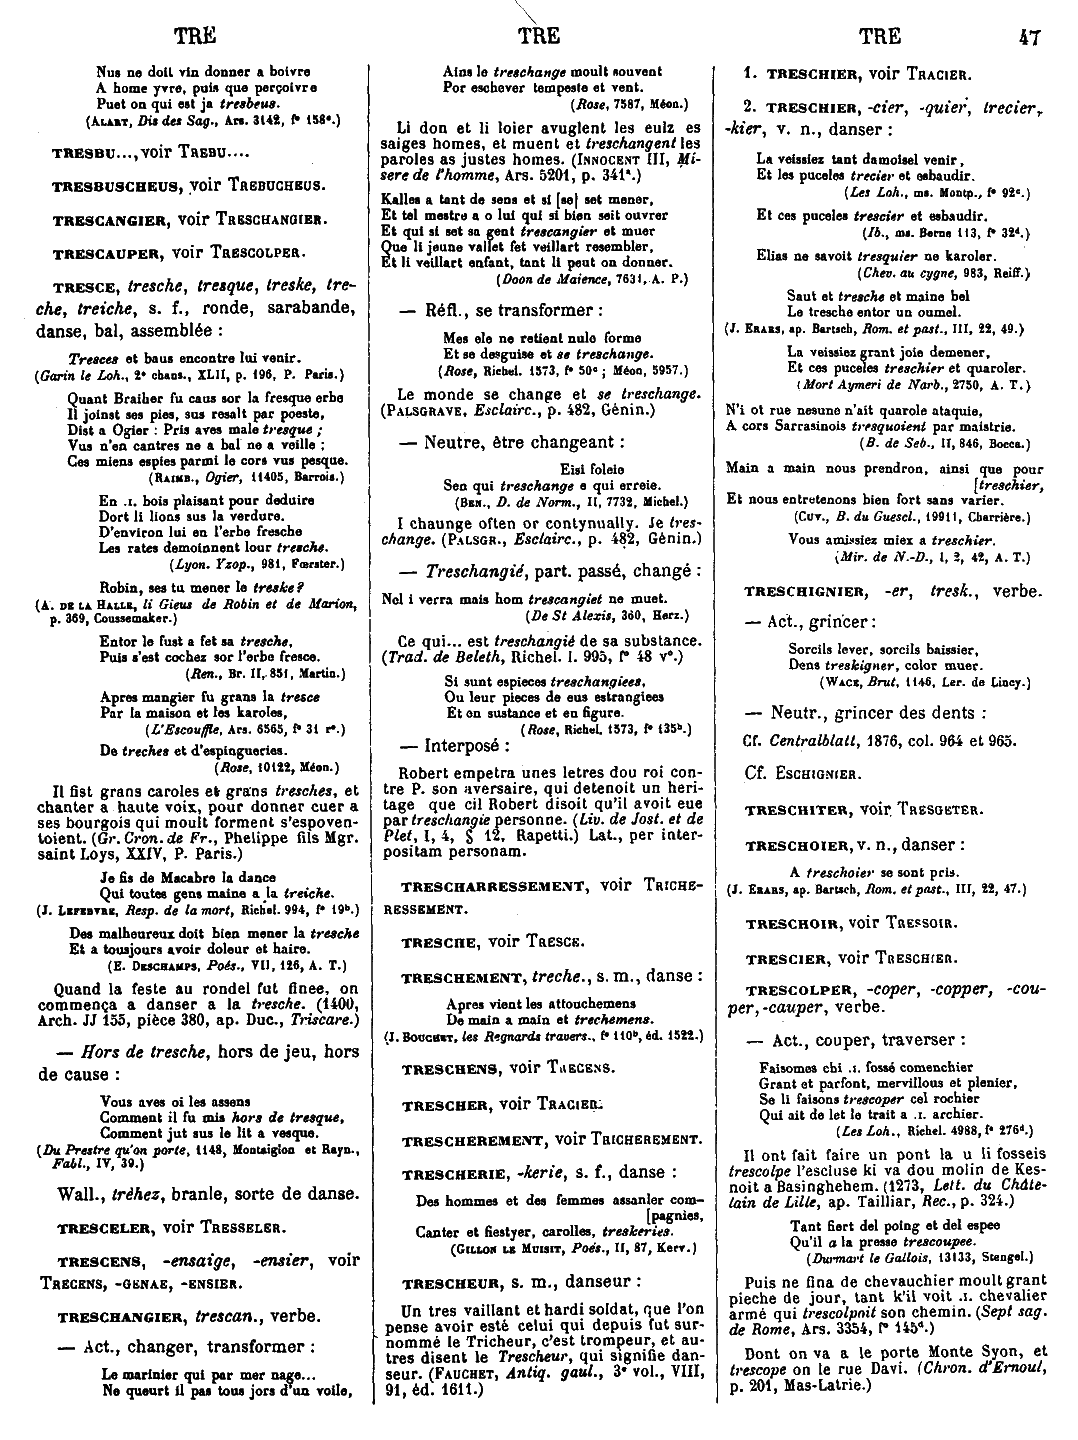 TRE
TRE
TRE
47
Nus ne doit vin donner a boivre
A home yvre, puis que perçoivre
Puet on qui est ja tresbeus.
(ALART, Dis des Sag., Ars. 3142, f° 158ᵃ.)
TRESBU..., voir TREBU....
TRESBUSCHEUS, voir TREBUCHEUS.
TRESCANGIER, voir TRESCHANGIER.
TRESCAUPER, voir TRESCOLPER.
TRESCE, tresche, tresque, treske, tre-
che, treiche, s. f., ronde, sarabande,
danse, bal, assemblée :
Tresces et baus encontre lui venir.
(Garin le Loh., 2ᵉ chans., XLII, p. 196, P. Paris.)
Quant Braiher fu caus sor la fresque erbe
Il joinst ses pies, sus resalt par poeste,
Dist a Ogier : Pris aves male tresque ;
Vus n'en cantres ne a bal ne a veille ;
Ces miens espies parmi le cors vus pesque.
(RAIMB., Ogier, 11405, Barrois.)
En .I. bois plaisant por deduire
Dort li lions sus la verdure.
D'environ lui en l'erbe fresche
Les rates demoinnent lour tresche.
(Lyon. Yzop., 981, Fœrster.)
Robin, ses tu mener le treske?
(A. DE LA HALLE, li Gieus de Robin et de Marion,
p. 369, Coussemaker.)
Entor le fust a fet sa tresche,
Puis s'est cochez sor l'erbe fresce.
(Ren., Br. II, 851, Martin.)
Apres mangier fu grans la tresce
Par la maison et les karoles,
(L'Escouffle, Ars. 6565, f° 31 r°.)
De treches et d'espingueries.
(Rose, 10122, Méon.)
Il fist grans caroles et grans tresches, et
chanter a haute voix, pour donner cuer a
ses bourgois qui moult forment s'espoven-
toient. (Gr. Cron. de Fr., Phelippe fils Mgr.
saint Loys, XXIV, P. Paris.)
Je fis de Macabre la dance
Qui toutes gens maine a la treiche.
(J. LEFEBVRE, Resp. de la mort, Richel. 994, f° 19ᵇ.)
Des malheureux doit bien mener la tresche
Et a tousjours avoir doleur et haire.
(E. DESCHAMPS, Poés., VII, 126, A. T.)
Quand la feste au rondel fut finee, on
commença a danser a la tresche. (1400,
Arch. JJ 155, pièce 380, ap. Duc., Triscare.)
— Hors de tresche, hors de jeu, hors
de cause :
Vous aves oi les assens
Comment il fu mis hors de tresque,
Comment jut sus le lit a vesque.
(Du Prestre qu'on porte, 1148, Montaiglon et Rayn.,
Fabl., IV, 39.)
Wall., trèhez, branle, sorte de danse.
TRESCELER, voir TRESSELER.
TRESCENS, -ensaige, -ensier, voir
TRECENS, -GENAE, -ENSIER.
TRESCHANGIER, trescan., verbe.
— Act., changer, transformer :
Le marinier qui par mer nage...
Ne queurt il pas tous jors d'un voile,
Ains le treschange moult souvent
Por eschever tempeste et vent.
(Rose, 7587, Méon.)
Li don et li loier avuglent les eulz es
saiges homes, et muent et treschangent les
paroles as justes homes. (INNOCENT III, Mi-
sere de l'homme, Ars. 5201, p. 341ᵃ.)
Kalles a tant de sens et si [se] set mener,
Et tel mestre a o lui qui si bien seit ouvrer
Et qui si set sa gent trescangier et muer
Que li jeune vallet fet veillart resembler,
Et li veillart enfant, tant li peut on donner.
(Doon de Maience, 7631, A. P.)
— Réfl., se transformer :
Mes ele ne retient nule forme
Et se desguise et se treschange.
(Rose, Richel. 1573, f° 50ᶜ ; Méon, 5957.)
Le monde se change et se treschange.
(PALSGRAVE, Esclairc., p. 482, Génin.)
— Neutre, être changeant :
Eisi foleie
Sen qui treschange e qui erreie.
(BEN., D. de Norm., II, 7732, Michel.)
I chaunge often or contynually. Je tres-
change. (PALSGR., Esclairc., p. 482, Génin.)
— Treschangié, part. passé, changé :
Nel i verra mais hom trescangiet ne muet.
(De St Alexis, 360, Herz.)
Ce qui... est treschangié de sa substance.
(Trad. de Beleth, Richel. l. 995, f° 48 v°.)
Si sunt especes treschangiees,
Ou leur pieces de eus estrangiees
Et en sustance et en figure.
(Rose, Richel. 1573, f° 135ᵇ.)
— Interposé :
Robert empetra unes letres dou roi con-
tre P. son aversaire, qui detenoit un heri-
tage que cil Robert disoit qu'il avoit eue
par treschangie personne. (Liv. de Jost. et de
Plet, I, 4, § 12, Rapetti.) Lat., per inter-
positam personam.
TRESCHARRESSEMENT, voir TRICHE-
RESSEMENT.
TRESCHE, voir TRESCE.
TRESCHEMENT, treche., s. m., danse :
Apres vient les attouchemens
De main a main et trechemens.
(J. BOUCHET, les Regnards travers., f° 110ᵇ, éd. 1522.)
TRESCHENS, voir TRECENS.
TRESCHER, voir TRACIER.
TRESCHEREMENT, voir TRICHEREMENT.
TRESCHERIE, -kerie, s. f., danse :
Des hommes et des femmes assanler com-
[pagnies,
Canter et fiestyer, carolles, treskeries.
(GILLON LE MUISIT, Poés., II, 87, Kerv.)
TRESCHEUR, s. m., danseur :
Un tres vaillant et hardi soldat, que l'on
pense avoir esté celui qui depuis fut sur-
nommé le Tricheur, c'est trompeur, et au-
tres disent le Trescheur, qui signifie dan-
seur. (FAUCHET, Antiq. gaul., 3ᵉ vol., VIII,
91, éd. 1611.)
1. TRESCHIER, voir TRACIER.
2. TRESCHIER, -cier, -quier, trecier,
-kier, v. n., danser :
La veissiez tant damoisel venir,
Et les puceles trecier et esbaudir.
(Les Loh., ms. Montp., f° 92ᶜ.)
Et ces puceles trescier et esbaudir.
(Ib., ms. Berne 113, f° 32ᵈ.)
Elias ne savoit tresquier ne karoler.
(Chev. au cygne, 983, Reiff.)
Saut et tresche et maine bel
Le tresche entor un oumel.
(J. ERARS, ap. Bartsch, Rom. et past., III, 22, 49.)
La veissiez grant joie demener,
Et ces puceles treschier et quaroler.
(Mort Aymeri de Narb., 2750, A. T.)
N'i ot rue nesune n'ait quarole ataquie,
A cors Sarrasinois tresquoient par maistrie.
(B. de Seb., II, 846, Bocca.)
Main a main nous prendron, ainsi que pour
[treschier,
Et nous entretenons bien fort sans varier.
(CUV., B. du Guescl., 19911, Charrière.)
Vous amissiez miex a treschier.
(Mir. de N.-D., I, 2, 42, A. T.)
TRESCHIGNIER, -er, tresk., verbe.
— Act., grincer :
Sorcils lever, sorcils baissier,
Dens treskigner, color muer.
(WACE, Brut, 1146, Ler. de Lincy.)
— Neutr., grincer des dents :
Cf. Centralblatt, 1876, col. 964 et 965.
Cf. ESCHIGNIER.
TRESCHITER, voir TRESGETER.
TRESCHOIER, v. n., danser :
A treschoier se sont pris.
(J. ERARS, ap. Bartsch, Rom. et past., III, 22, 47.)
TRESCHOIR, voir TRESSOIR.
TRESCIER, voir TRESCHIER.
TRESCOLPER, -coper, -copper, -cou-
per, -cauper, verbe.
— Act., couper, traverser :
Faisomes chi .I. fossé comenchier
Grant et parfont, mervillous et plenier,
Se li faisons trescoper cel rochier
Qui ait de let le trait a .I. archier.
(Les Loh., Richel. 4988, f° 276ᵈ.)
Il ont fait faire un pont la u li fosseis
trescolpe l'escluse ki va dou molin de Kes-
noit a Basinghehem. (1273, Lett. du Châte-
lain de Lille, ap. Tailliar, Rec., p. 324.)
Tant fiert del poing et del espee
Qu'il a la presse trescoupee.
(Durmart le Gallois, 13133, Stengel.)
Puis ne fina de chevauchier moult grant
pieche de jour, tant k'il voit .I. chevalier
armé qui trescolpoit son chemin. (Sept sag.
de Rome, Ars. 3354, f° 145ᵈ.)
Dont on va a le porte Monte Syon, et
trescope on le rue Davi. (Chron. d'Ernoul,
p. 201, Mas-Latrie.)